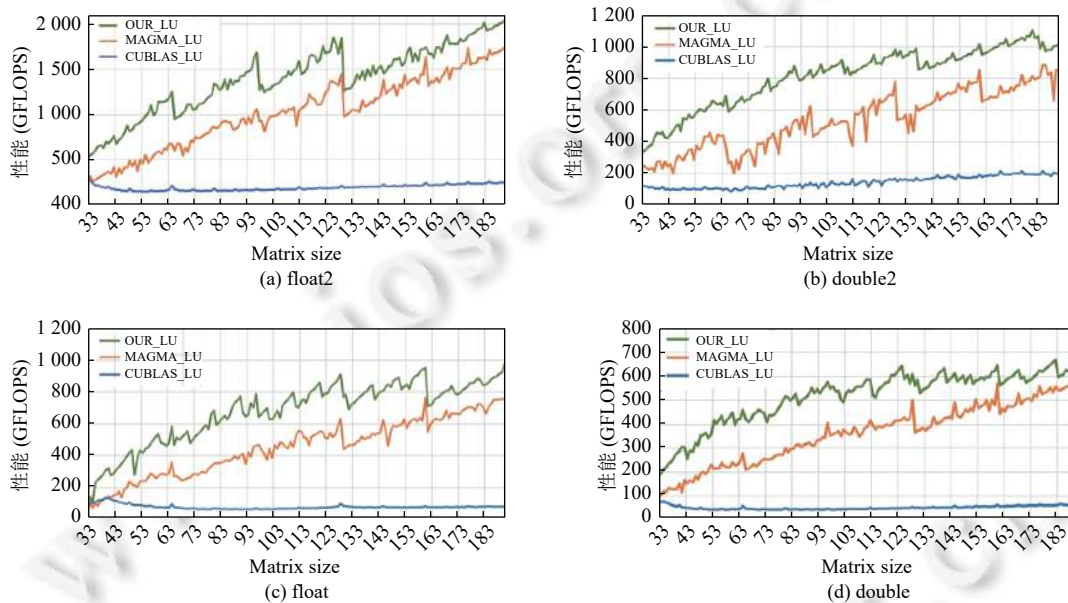 2 000
1 500
1 000
500
400
性能 (GFLOPS)
OUR_LU
MAGMA_LU
CUBLAS_LU
33 43 53 63 73 83 93 103 113 123 133 143 153 163 173 183
Matrix size
(a) float2
1 200
1 000
800
600
400
200
0
性能 (GFLOPS)
OUR_LU
MAGMA_LU
CUBLAS_LU
33 43 53 63 73 83 93 103 113 123 133 143 153 163 173 183
Matrix size
(b) double2
1 200
1 000
800
600
400
200
0
性能 (GFLOPS)
OUR_LU
MAGMA_LU
CUBLAS_LU
33 43 53 63 73 83 93 103 113 123 133 143 153 163 173 183
Matrix size
(c) float
800
700
600
500
400
300
200
100
0
性能 (GFLOPS)
OUR_LU
MAGMA_LU
CUBLAS_LU
33 43 53 63 73 83 93 103 113 123 133 143 153 163 173 183
Matrix size
(d) double